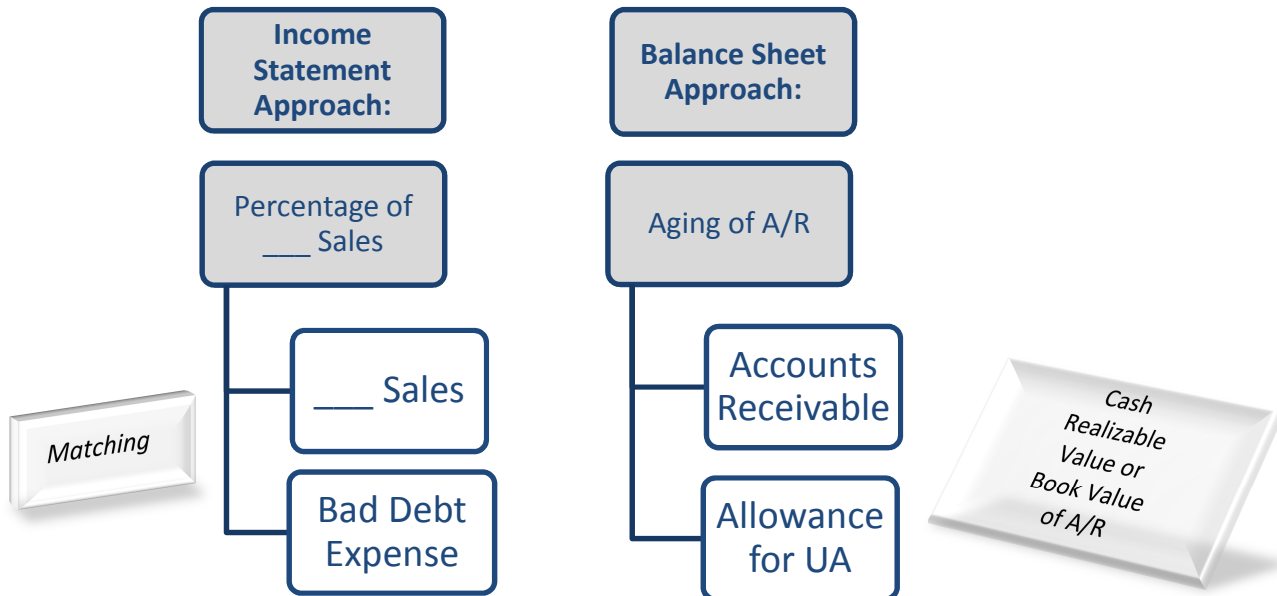 Income
Statement
Approach:
Balance Sheet
Approach:
Percentage of
___ Sales
Aging of A/R
___ Sales
Accounts
Receivable
Matching
Cash
Realizable
Value or
Book Value
of A/R
Bad Debt
Expense
Allowance
for UA